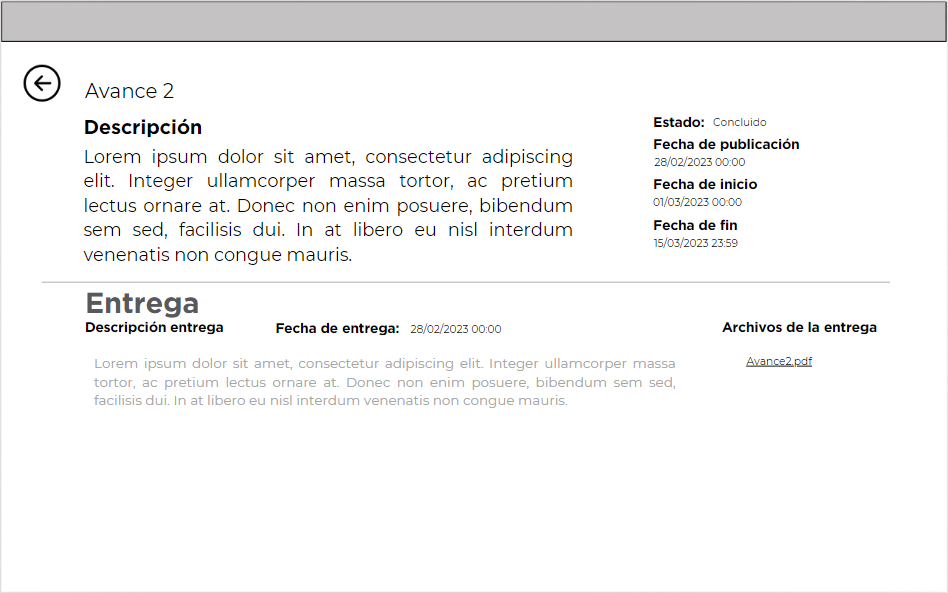 Avance 2
Descripción
Lorem ipsum dolor sit amet, consectetur adipiscing
elit. Integer ullamcorper massa tortor, ac pretium
lectus ornare at. Donec non enim posuere, bibendum
sem sed, facilisis dui. In at libero eu nisl interdum
venenatis non congue mauris.
Estado: Concluido
Fecha de publicación
28/02/2023 00:00
Fecha de inicio
01/03/2023 00:00
Fecha de fin
15/03/2023 23:59
Entrega
Descripción entrega
Fecha de entrega: 28/02/2023 00:00
Archivos de la entrega
Lorem ipsum dolor sit amet, consectetur adipiscing elit. Integer ullamcorper massa
tortor, ac pretium lectus ornare at. Donec non enim posuere, bibendum sem sed,
facilisis dui. In at libero eu nisl interdum venenatis non congue mauris.
Avance2.pdf